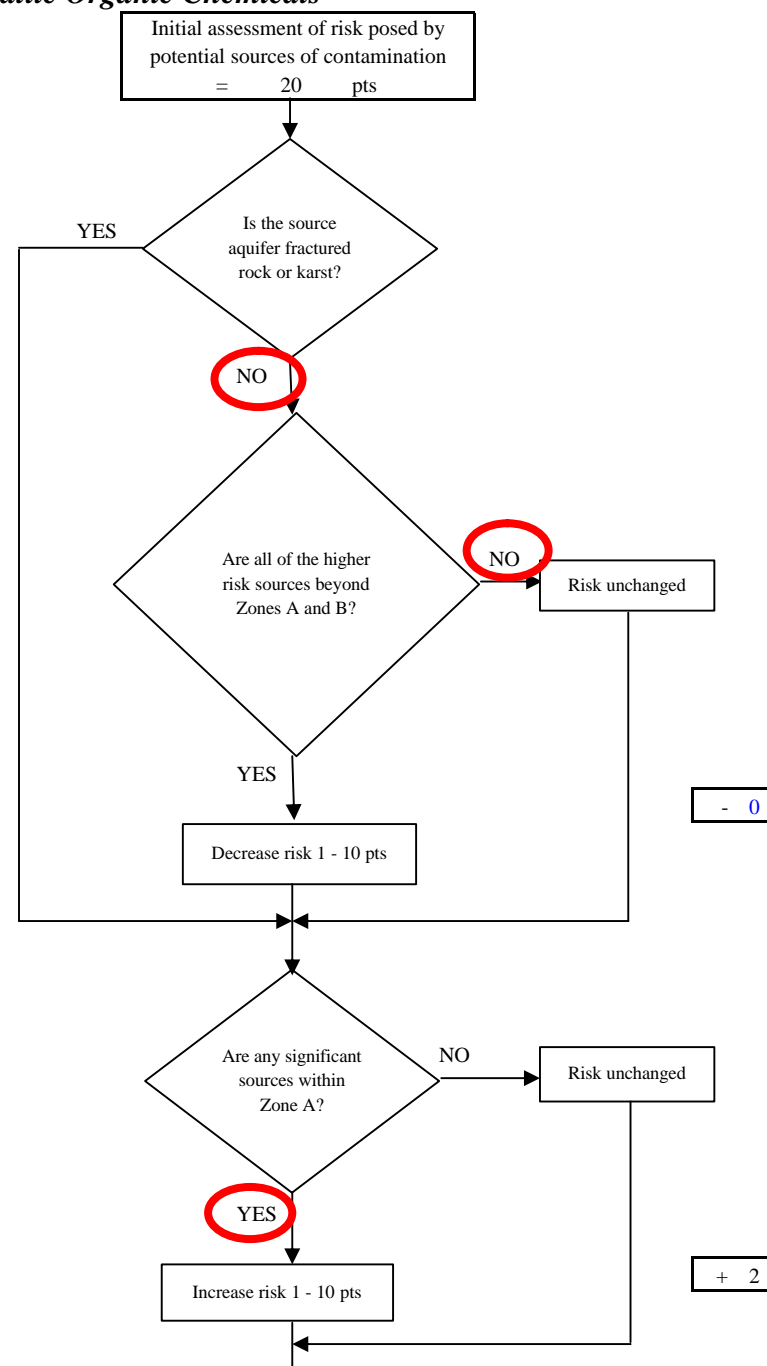 Organic Chemicals
Initial assessment of risk posed by
potential sources of contamination
= 20 pts
YES
Is the source
aquifer fractured
rock or karst?
NO
Are all of the higher
risk sources beyond
Zones A and B?
NO
Risk unchanged
YES
- 0
Decrease risk 1 - 10 pts
Are any significant
sources within
Zone A?
NO
Risk unchanged
YES
+ 2
Increase risk 1 - 10 pts